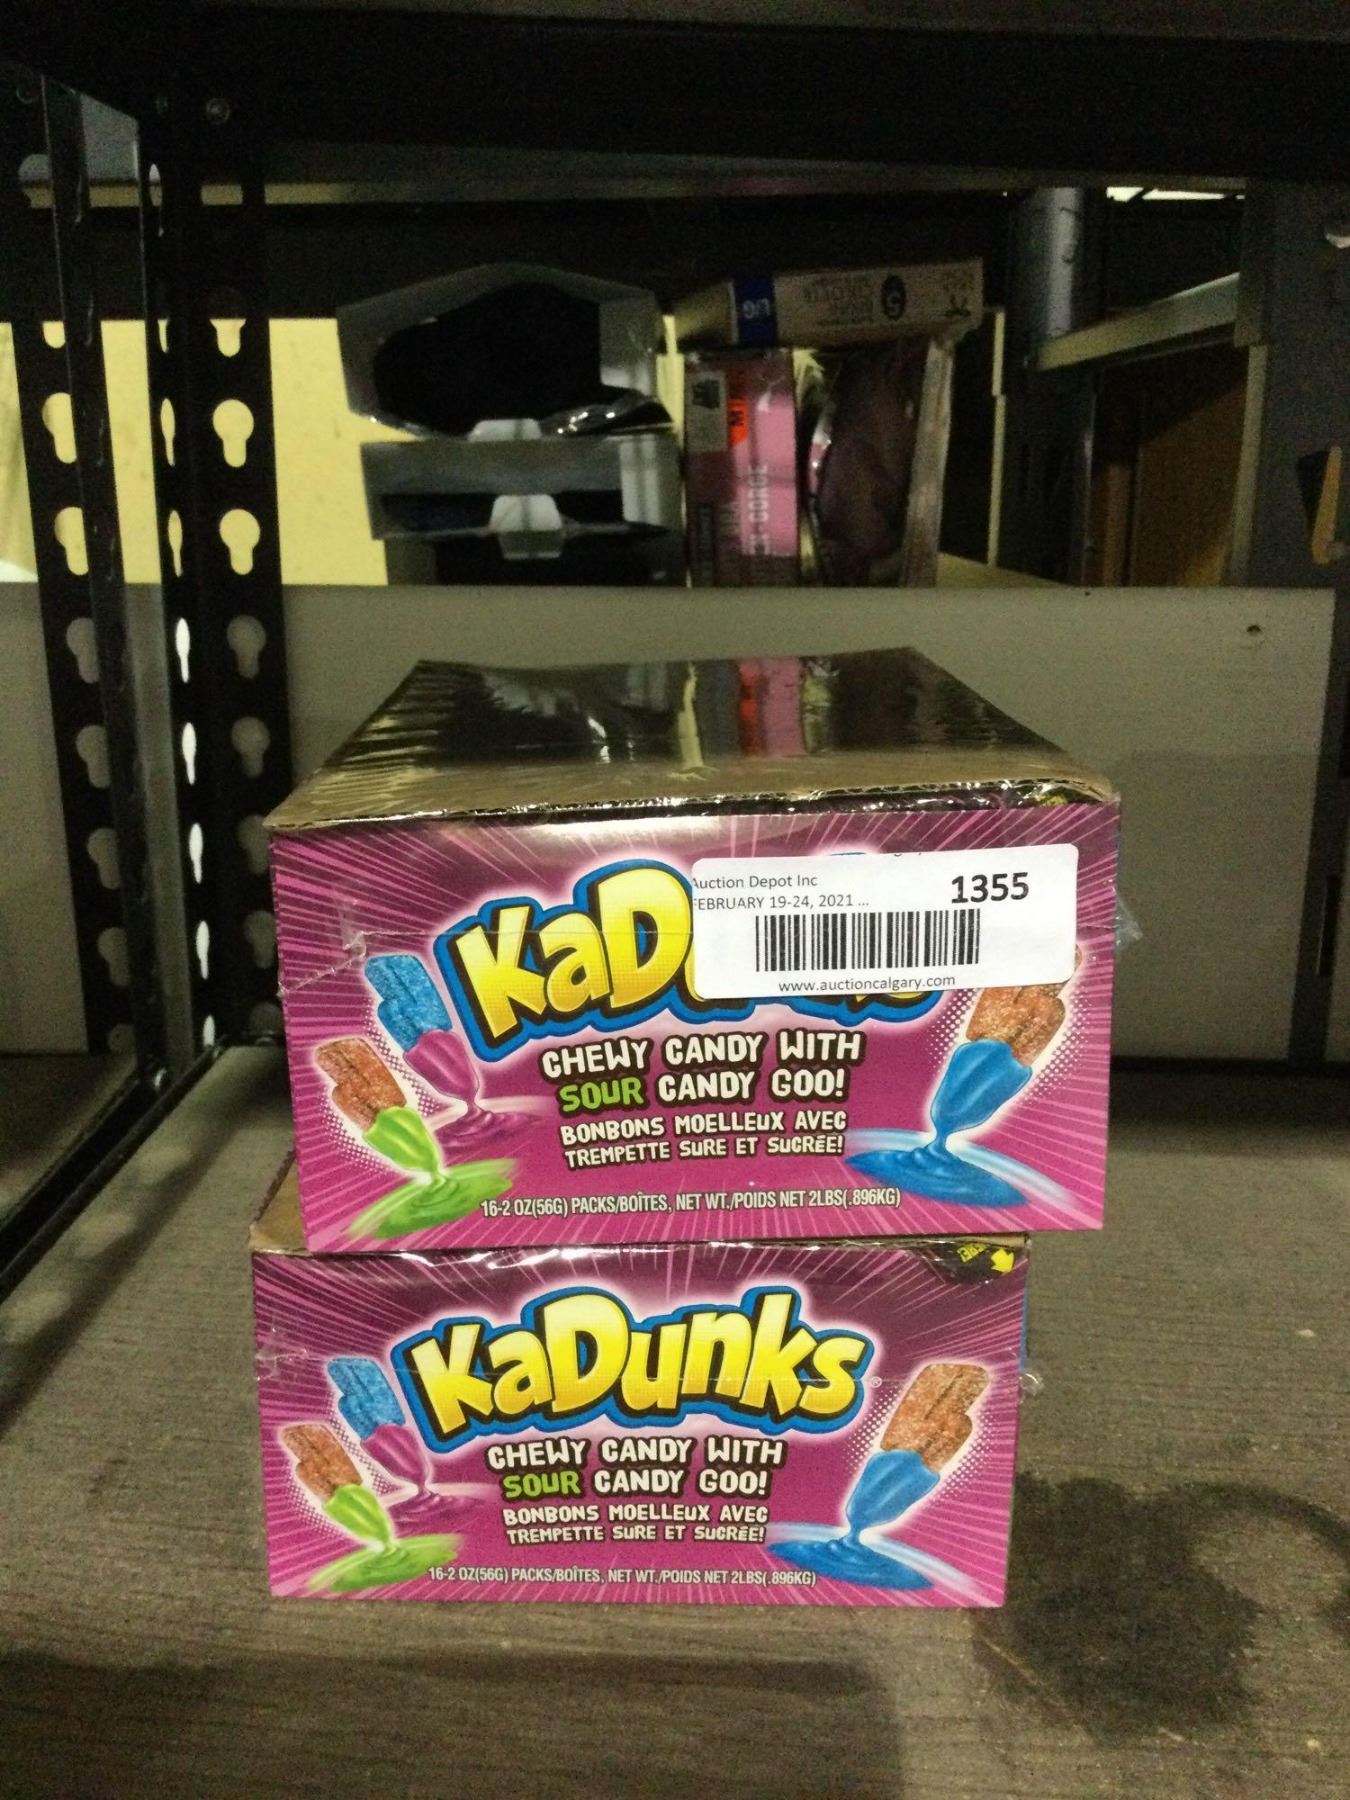 Auction Depot Inc
FEBRUARY 19-24, 2021 ...
1355
www.auctioncalgary.com
KaD
CHEWY CANDY WITH
SOUR CANDY GOO!
BONBONS MOELLEUX AVEC
TREMPETTE SURE ET SUCRÉE!
16-2 OZ(56G) PACKS/BOÎTES, NET WT./POIDS NET 2LBS(.896KG)
KaDunks
CHEWY CANDY WITH
SOUR CANDY GOO!
BONBONS MOELLEUX AVEC
TREMPETTE SURE ET SUCRÉE!
16-2 OZ(56G) PACKS/BOÎTES, NET WT./POIDS NET 2LBS(.896KG)